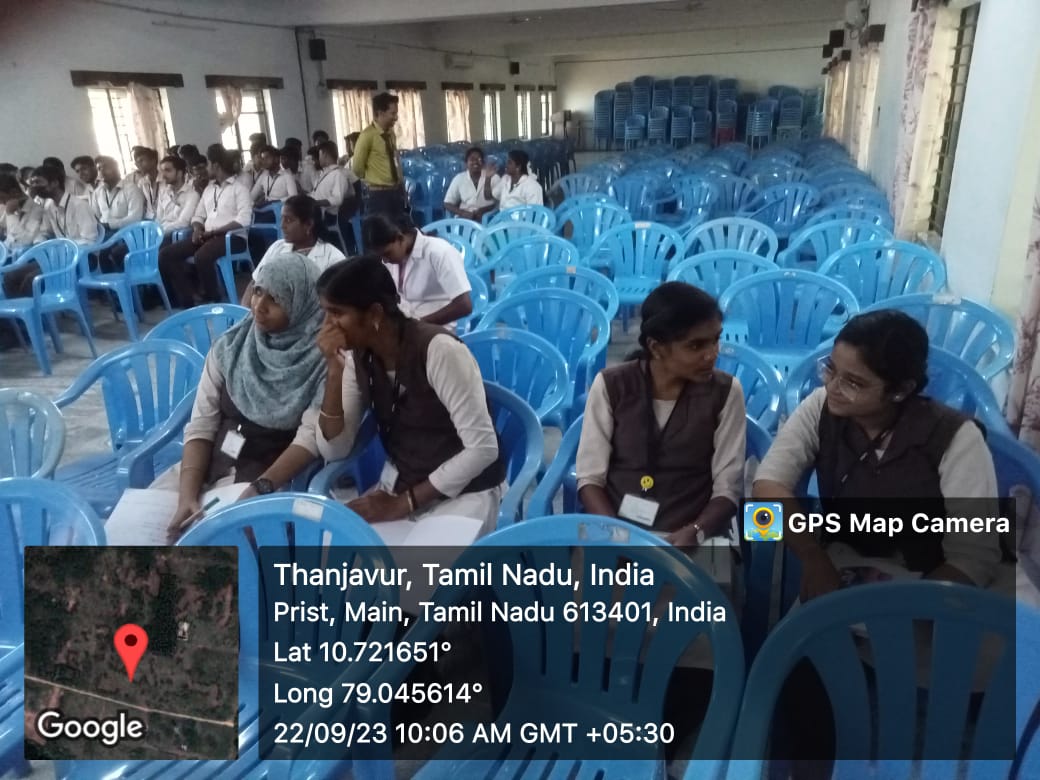 GPS Map Camera
Thanjavur, Tamil Nadu, India
Prist, Main, Tamil Nadu 613401, India
Lat 10.721651°
Long 79.045614°
22/09/23 10:06 AM GMT +05:30
Google